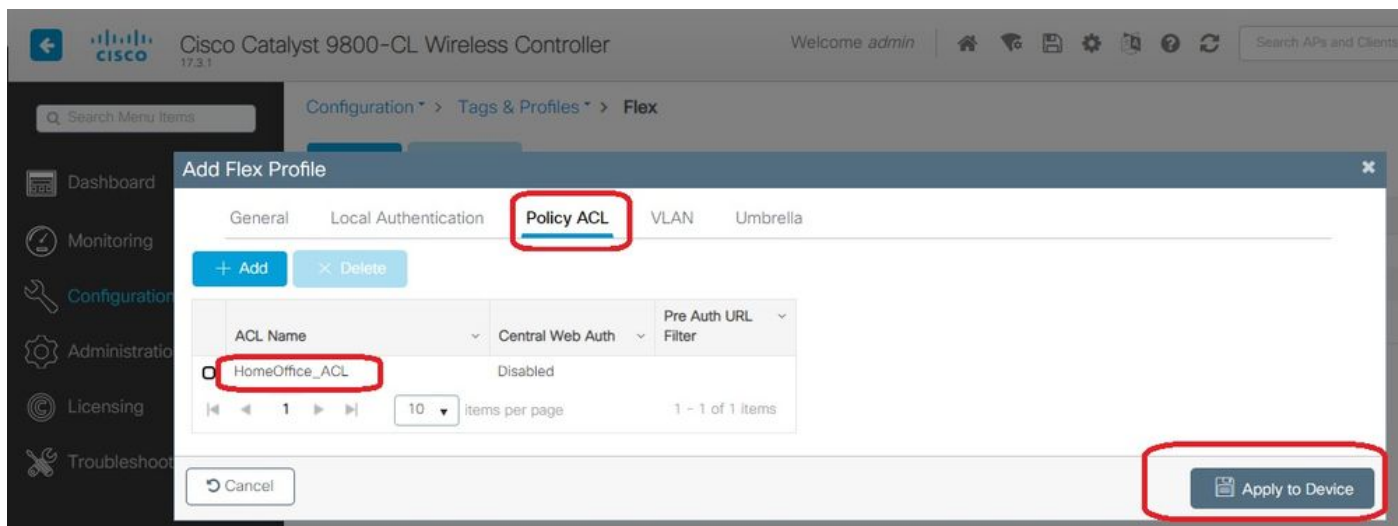 CISCO
Cisco Catalyst 9800-CL Wireless Controller
17.3.1
Welcome admin
Search APs and Clients
Search Menu Items
Configuration > Tags & Profiles > Flex
Dashboard
Monitoring
Configuration
Administratio
Licensing
Troubleshoot
Add Flex Profile
General Local Authentication Policy ACL VLAN Umbrella
+ Add × Delete
ACL Name Central Web Auth Pre Auth URL Filter
HomeOffice_ACL Disabled
1 10 items per page 1 - 1 of 1 items
Cancel Apply to Device